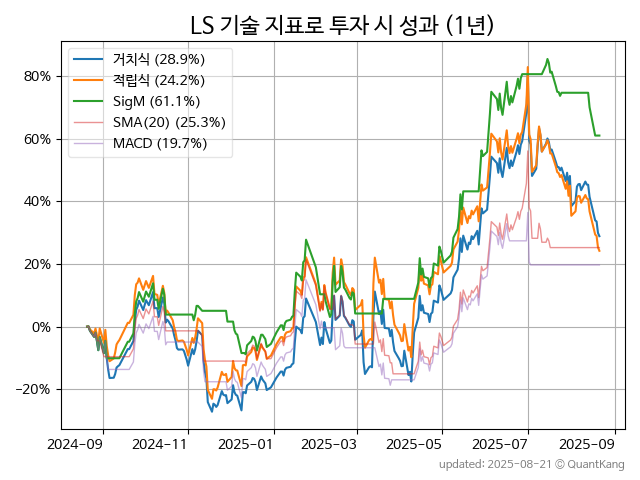 LS 기술 지표로 투자 시 성과 (1년)
거치식 (28.9%)
적립식 (24.2%)
SigM (61.1%)
SMA(20) (25.3%)
MACD (19.7%)
80%
60%
40%
20%
0%
−20%
2024-09 2024-11 2025-01 2025-03 2025-05 2025-07 2025-09
updated: 2025-08-21 © QuantKang